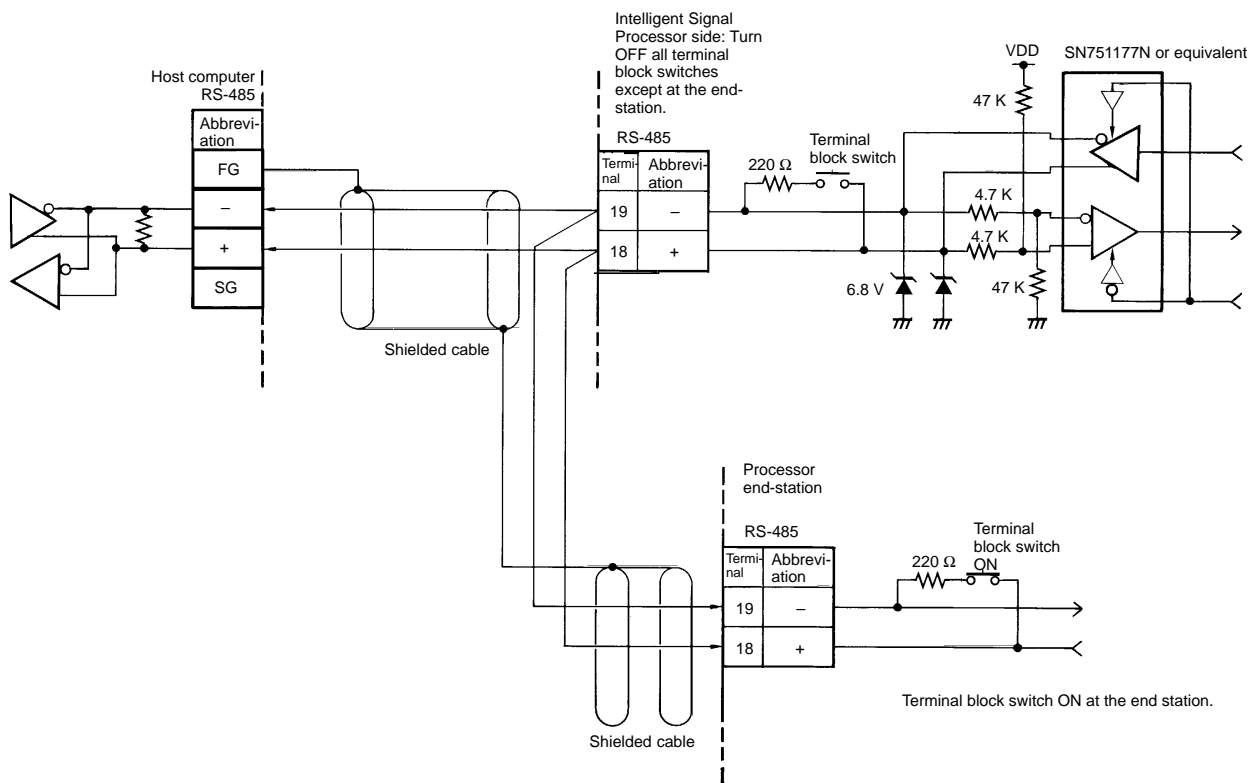 Intelligent Signal
Processor side: Turn
OFF all terminal
block switches
except at the end-
station.
VDD
SN751177N or equivalent
Host computer
RS-485
47 K
Abbrevi-
ation
FG
–
+
SG
RS-485
Termi-
nal
Abbrevi-
ation
19
–
18
+
Terminal
block switch
220 Ω
4.7 K
4.7 K
6.8 V
47 K
Shielded cable
Processor
end-station
RS-485
Termi-
nal
Abbrevi-
ation
19
–
18
+
Terminal
block switch
ON
220 Ω
Terminal block switch ON at the end station.
Shielded cable